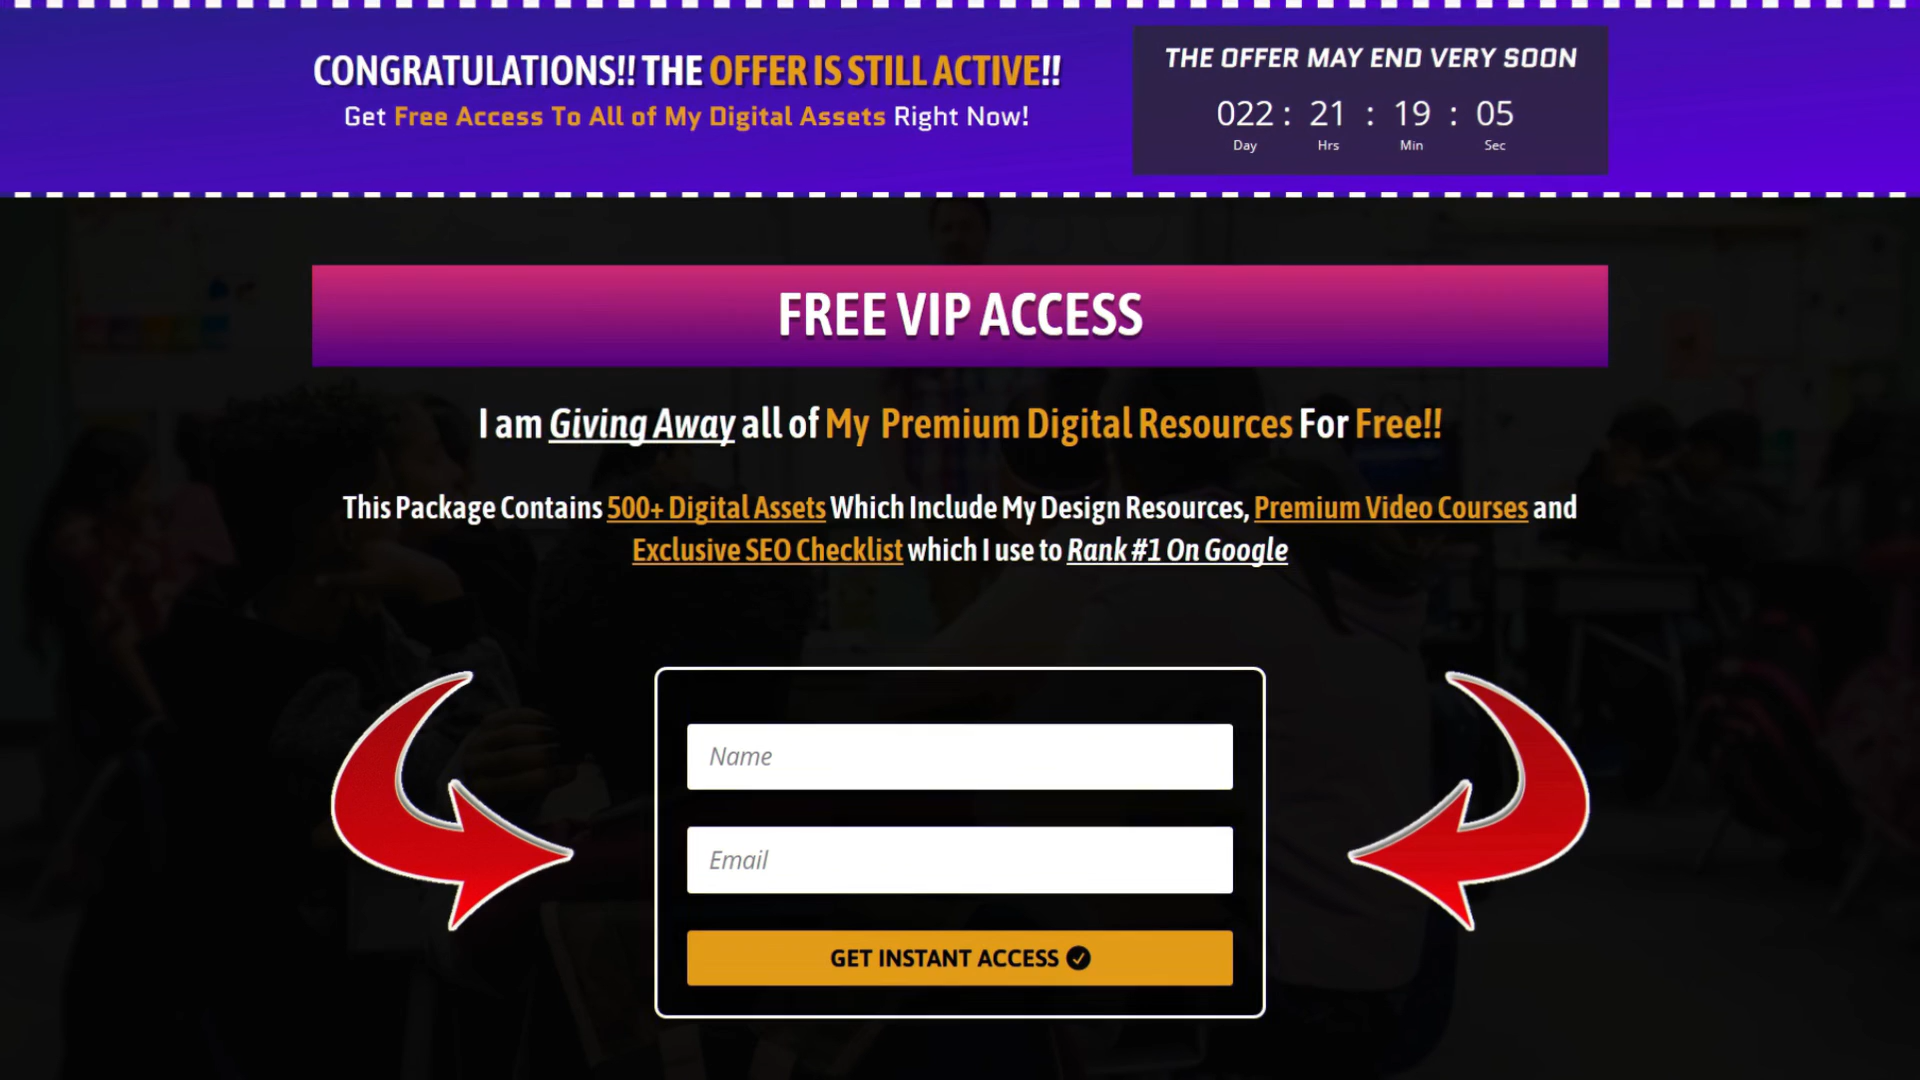 CONGRATULATIONS!! THE OFFER IS STILL ACTIVE!!
Get Free Access To All of My Digital Assets Right Now!
THE OFFER MAY END VERY SOON
022 : 21 : 19 : 05
Day Hrs Min Sec
FREE VIP ACCESS
I am Giving Away all of My Premium Digital Resources For Free!!
This Package Contains 500+ Digital Assets Which Include My Design Resources, Premium Video Courses and
Exclusive SEO Checklist which I use to Rank #1 On Google
Name
Email
GET INSTANT ACCESS